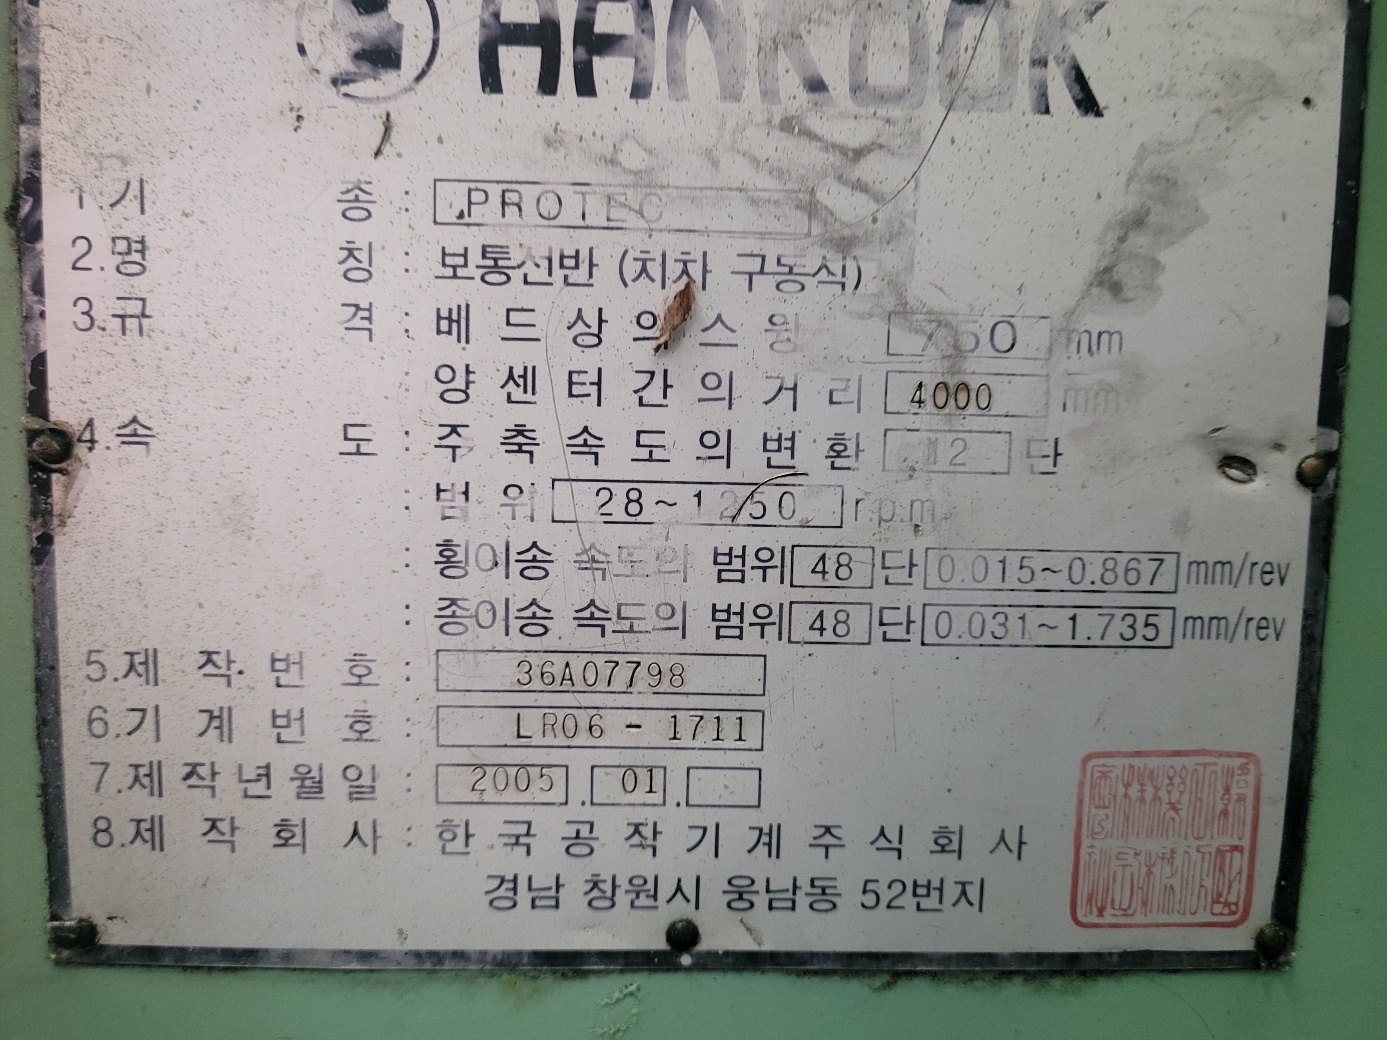 HANKOOK
1.기 종 : PROTEC
2.명 칭 : 보통선반 (치차 구동식)
3.규 격 : 베 드 상 의 스 윙 760 mm
양 센 터 간 의 거 리 4000 mm
4.속 도 : 주 축 속 도 의 변 환 12 단
: 범 위 28~1250 r.p.m
: 횡이송 속도의 범위 48 단 0.015~0.867 mm/rev
: 종이송 속도의 범위 48 단 0.031~1.735 mm/rev
5.제 작 번 호 : 36A07798
6.기 계 번 호 : LR06 - 1711
7.제 작 년 월 일 : 2005 . 01 .
8.제 작 회 사 : 한 국 공 작 기 계 주 식 회 사
경남 창원시 웅남동 52번지